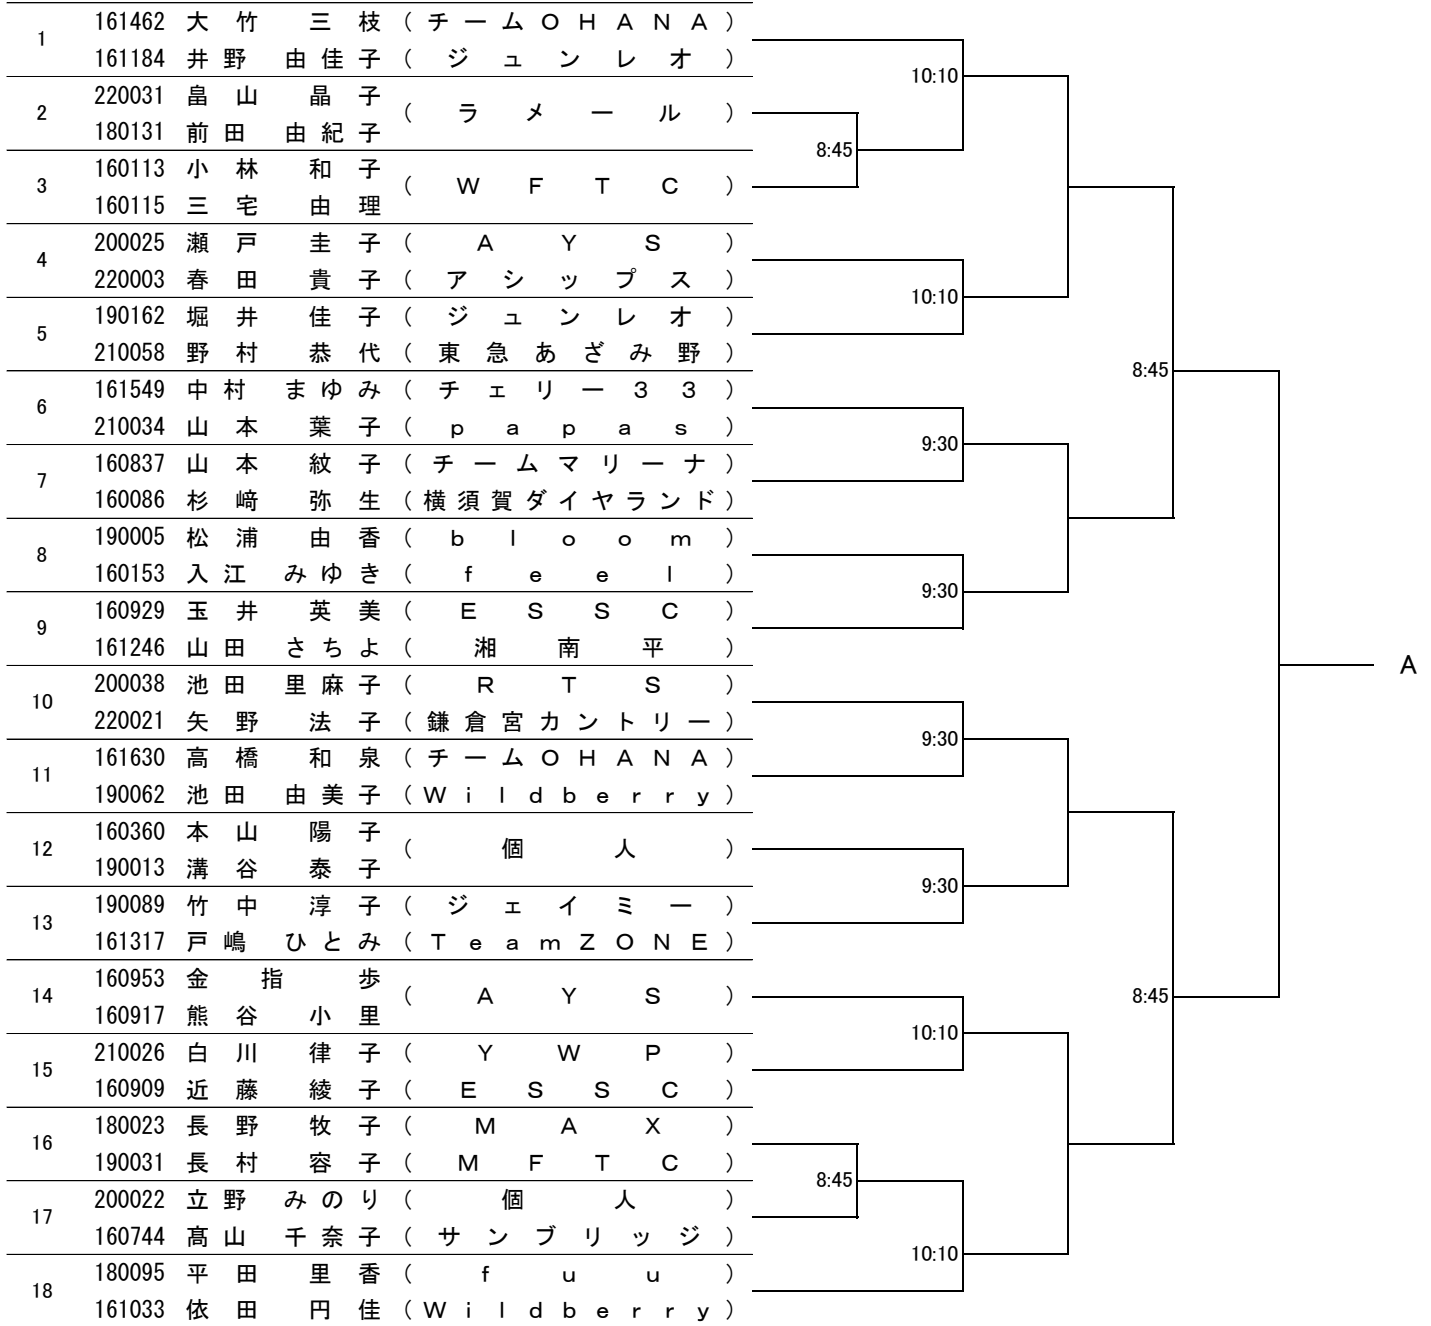 1
161462 大竹 三枝 (チームOHANA)
161184 井野 由佳子 (ジュンレオ)
2
220031 畠山 晶子
(ラメール)
180131 前田 由紀子
3
160113 小林 和子
(WFTC)
160115 三宅 由理
4
200025 瀬戸 圭子 (AYS)
220003 春田 貴子 (アシップス)
5
190162 堀井 佳子 (ジュンレオ)
210058 野村 恭代 (東急あざみ野)
6
161549 中村 まゆみ (チェリー33)
210034 山本 葉子 (papas)
7
160837 山本 紋子 (チームマリーナ)
160086 杉﨑 弥生 (横須賀ダイヤランド)
8
190005 松浦 由香 (bloom)
160153 入江 みゆき (feel)
9
160929 玉井 英美 (ESSC)
161246 山田 さちよ (湘南平)
10
200038 池田 里麻子 (RTS)
220021 矢野 法子 (鎌倉宮カントリー)
11
161630 高橋 和泉 (チームOHANA)
190062 池田 由美子 (Wildberry)
12
160360 本山 陽子
(個人)
190013 溝谷 泰子
13
190089 竹中 淳子 (ジェイミー)
161317 戸嶋 ひとみ (TeamZONE)
14
160953 金指 歩
(AYS)
160917 熊谷 小里
15
210026 白川 律子 (YWP)
160909 近藤 綾子 (ESSC)
16
180023 長野 牧子 (MAX)
190031 長村 容子 (MFTC)
17
200022 立野 みのり (個人)
160744 髙山 千奈子 (サンブリッジ)
18
180095 平田 里香 (fuu)
161033 依田 円佳 (Wildberry)
10:10
8:45
10:10
8:45
9:30
9:30
A
9:30
9:30
8:45
10:10
8:45
10:10